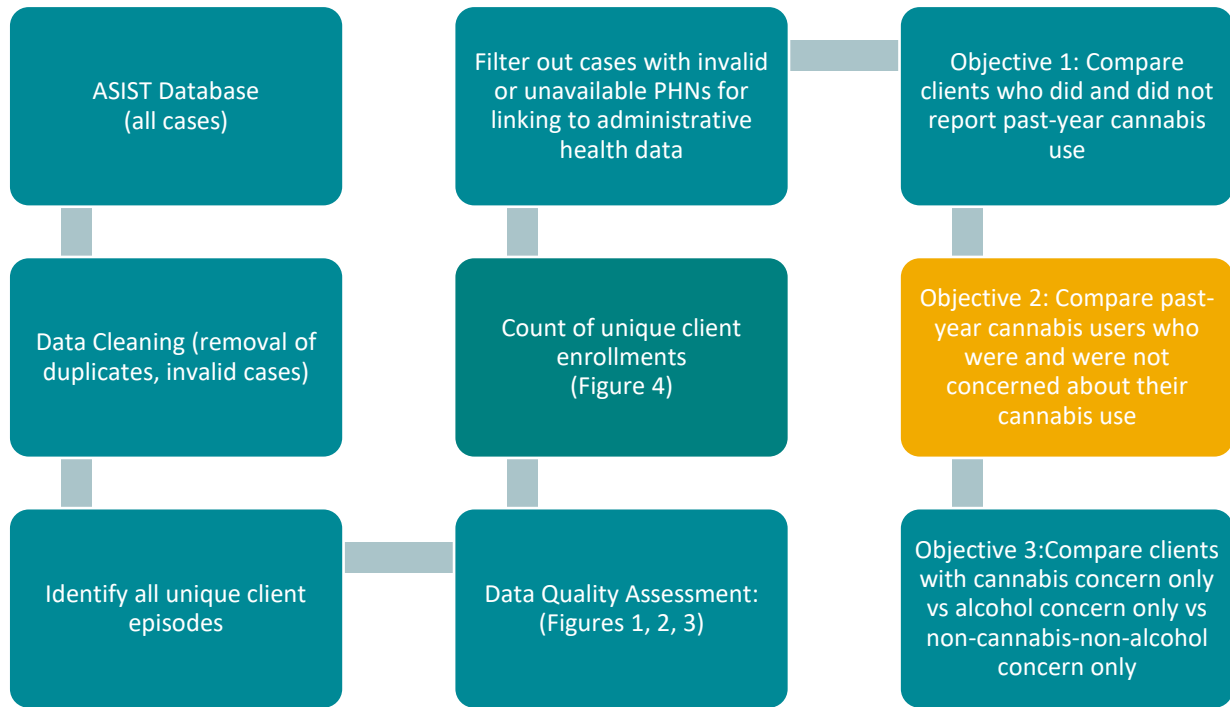 ASIST Database
(all cases)
Data Cleaning (removal of
duplicates, invalid cases)
Identify all unique client
episodes
Data Quality Assessment:
(Figures 1, 2, 3)
Count of unique client
enrollments
(Figure 4)
Filter out cases with invalid
or unavailable PHNs for
linking to administrative
health data
Objective 1: Compare
clients who did and did not
report past-year cannabis
use
Objective 2: Compare past-
year cannabis users who
were and were not
concerned about their
cannabis use
Objective 3:Compare clients
with cannabis concern only
vs alcohol concern only vs
non-cannabis-non-alcohol
concern only